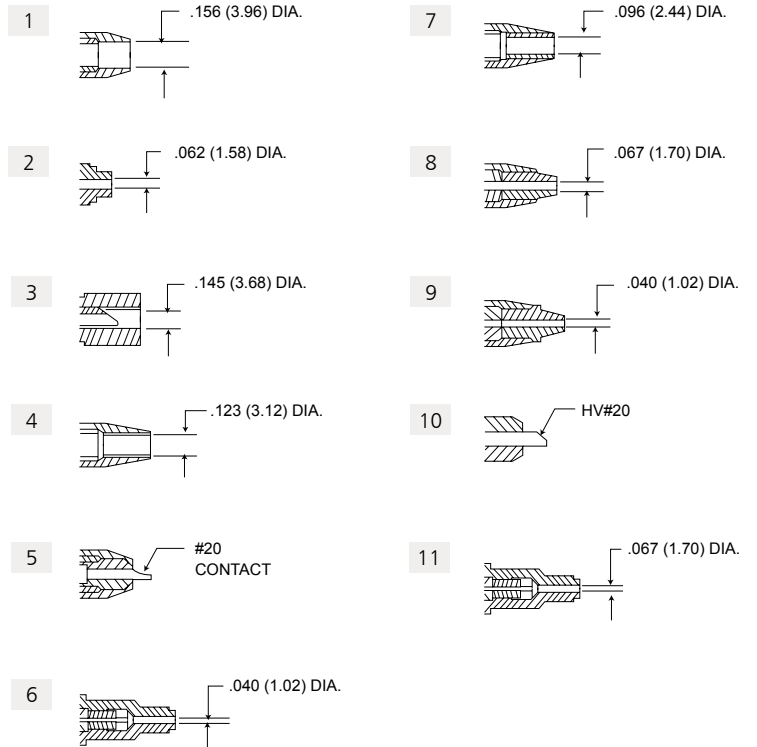 1
.156 (3.96) DIA.
2
.062 (1.58) DIA.
3
.145 (3.68) DIA.
4
.123 (3.12) DIA.
5
#20
CONTACT
6
.040 (1.02) DIA.
7
.096 (2.44) DIA.
8
.067 (1.70) DIA.
9
.040 (1.02) DIA.
10
HV#20
11
.067 (1.70) DIA.